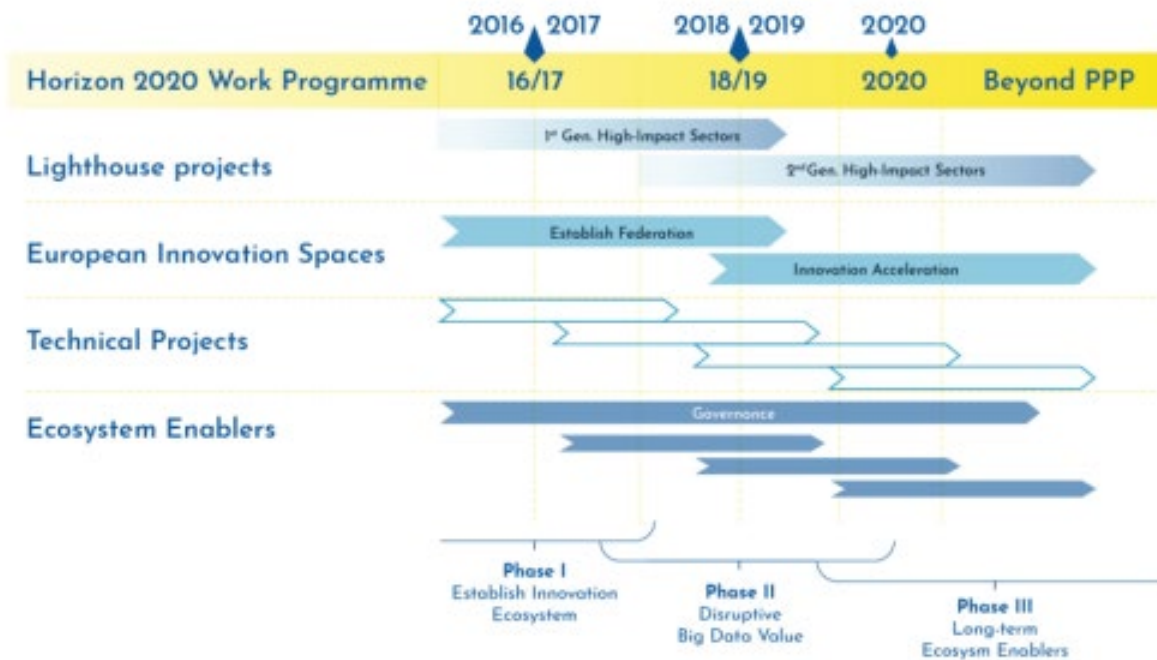 2016 2017 2018 2019 2020
Horizon 2020 Work Programme 16/17 18/19 2020 Beyond PPP
Lighthouse projects
1st Gen. High-Impact Sectors
2nd Gen. High-Impact Sectors
European Innovation Spaces
Establish Federation
Innovation Acceleration
Technical Projects
Ecosystem Enablers
Governance
Phase I
Establish Innovation
Ecosystem
Phase II
Disruptive
Big Data Value
Phase III
Long-term
Ecosysm Enablers